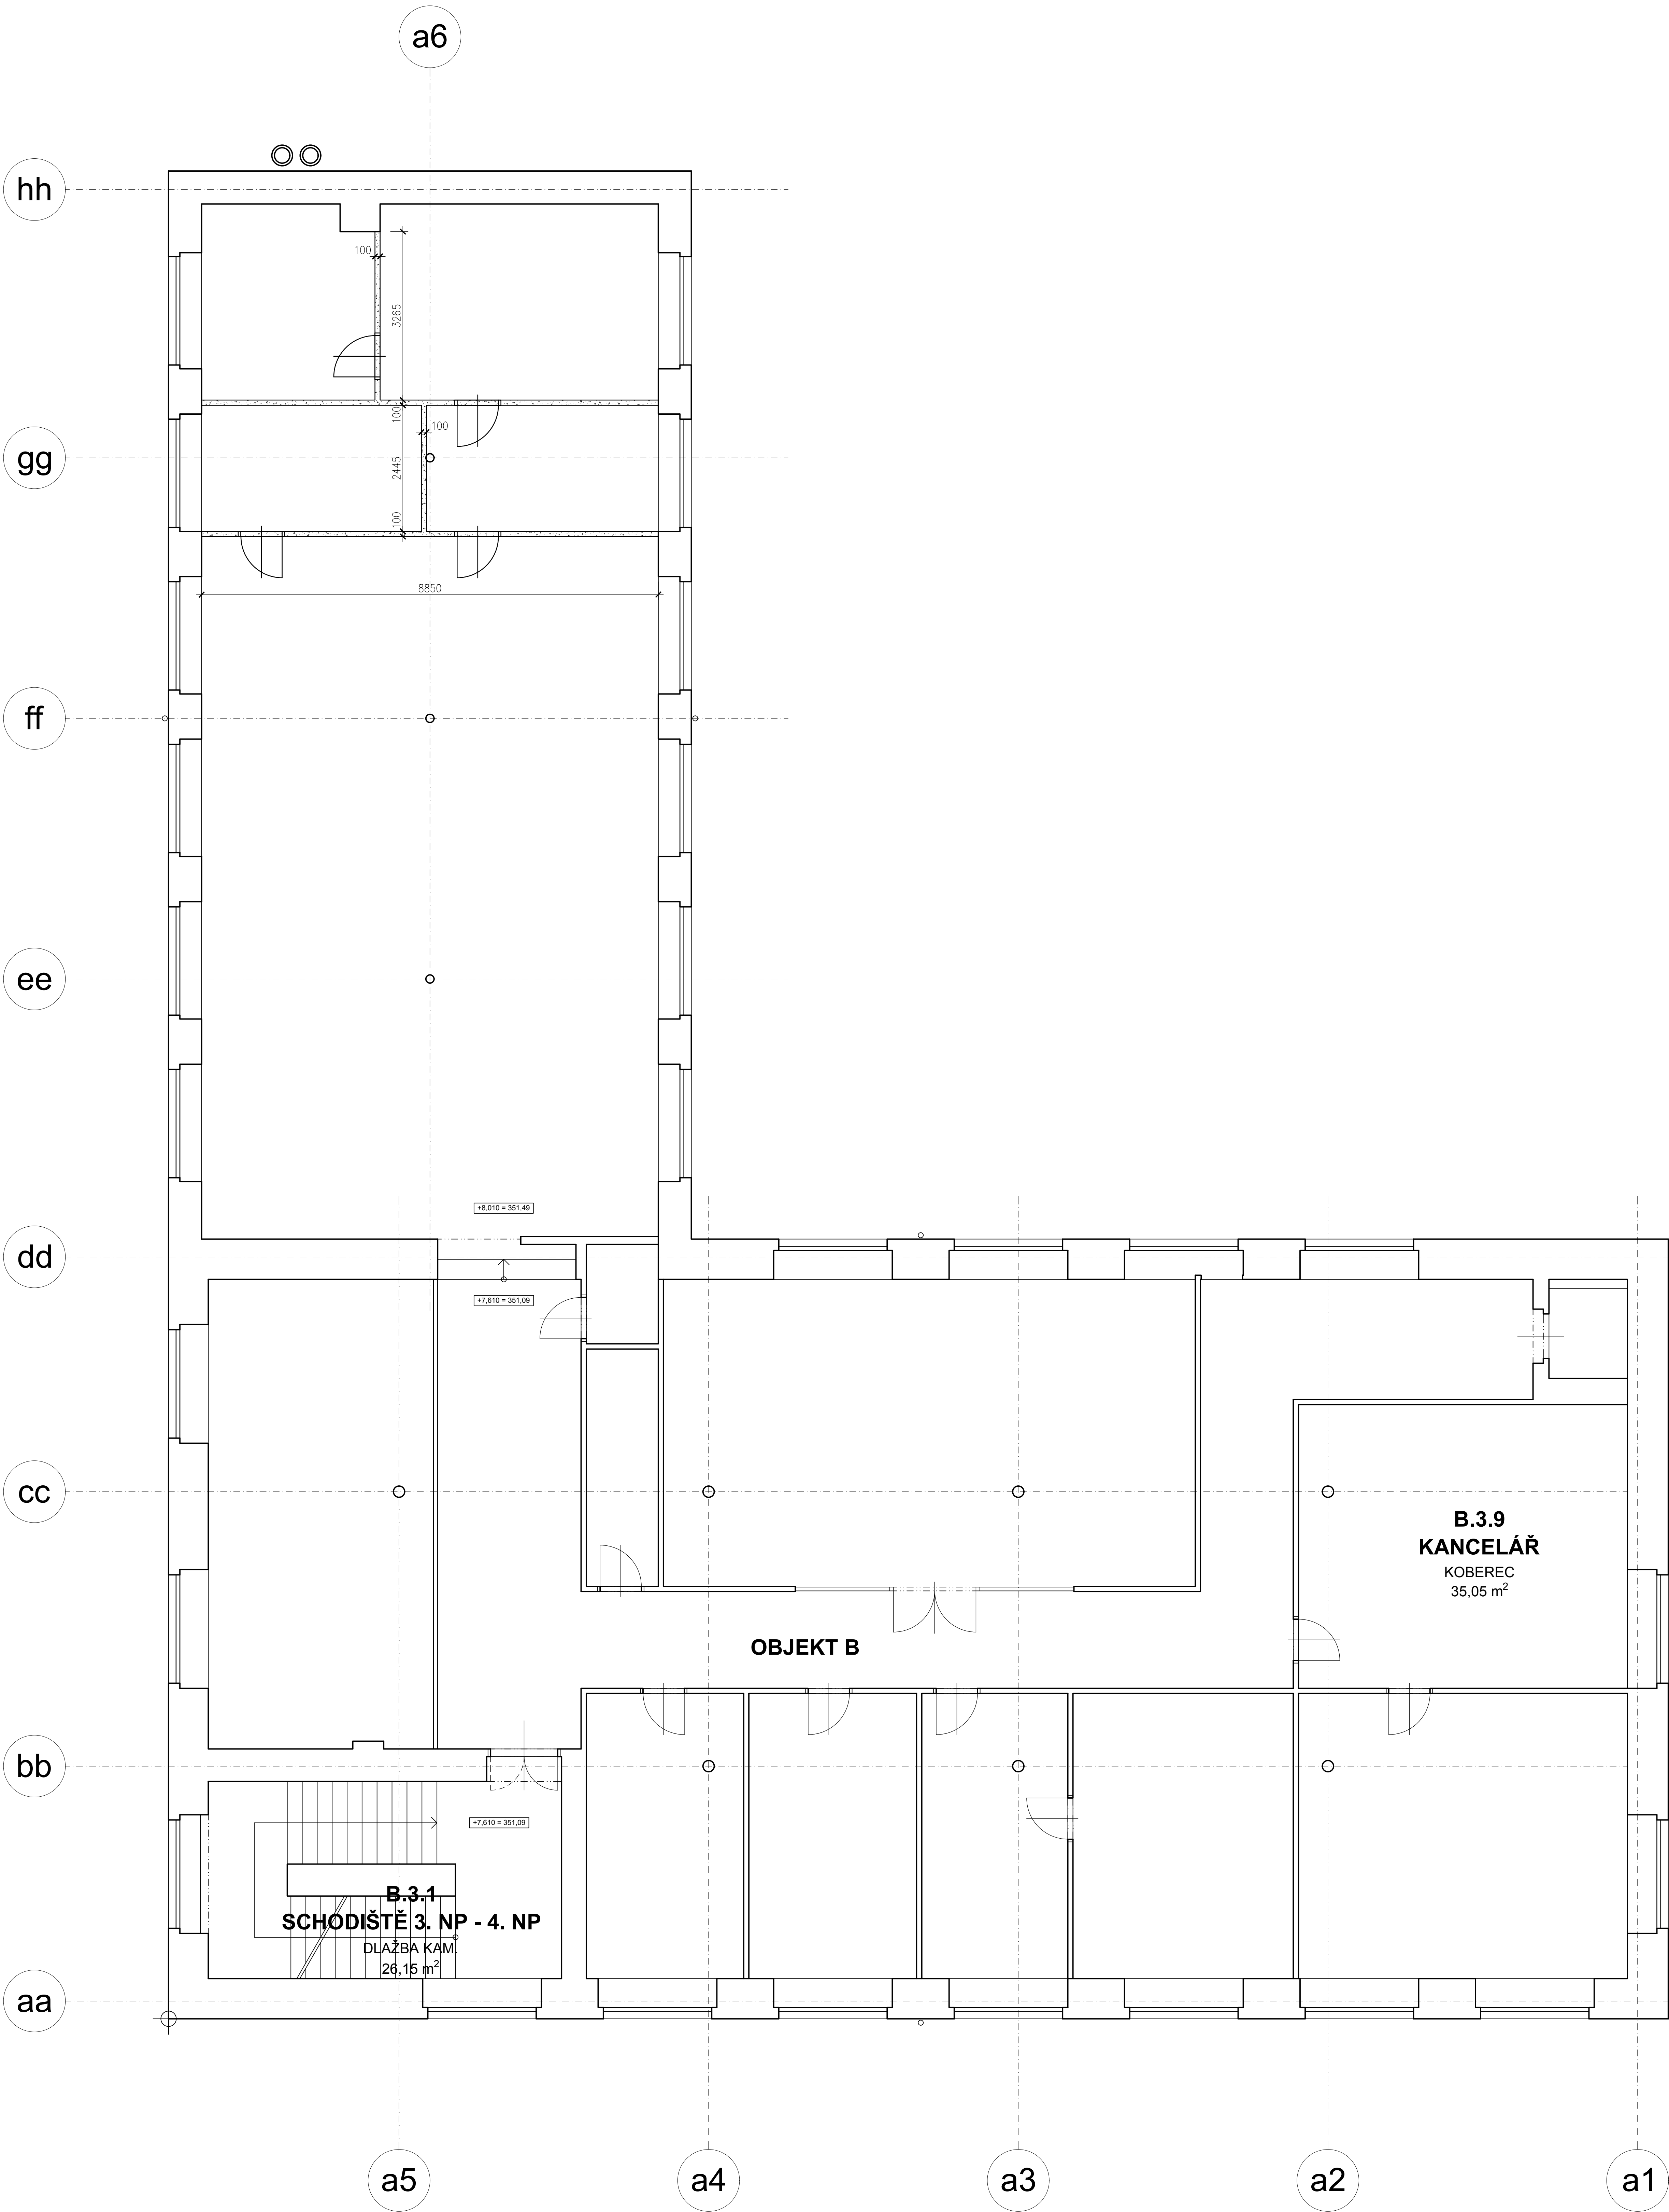 a6
hh
100
3265
100
100
gg
2445
100
8850
ff
ee
+8,010 = 351,49
dd
+7,610 = 351,09
cc
B.3.9
KANCELÁŘ
KOBEREC
35,05 m²
OBJEKT B
bb
+7,610 = 351,09
B.3.1
SCHODIŠTĚ 3. NP - 4. NP
DLAŽBA KAM.
26,15 m²
aa
a5
a4
a3
a2
a1